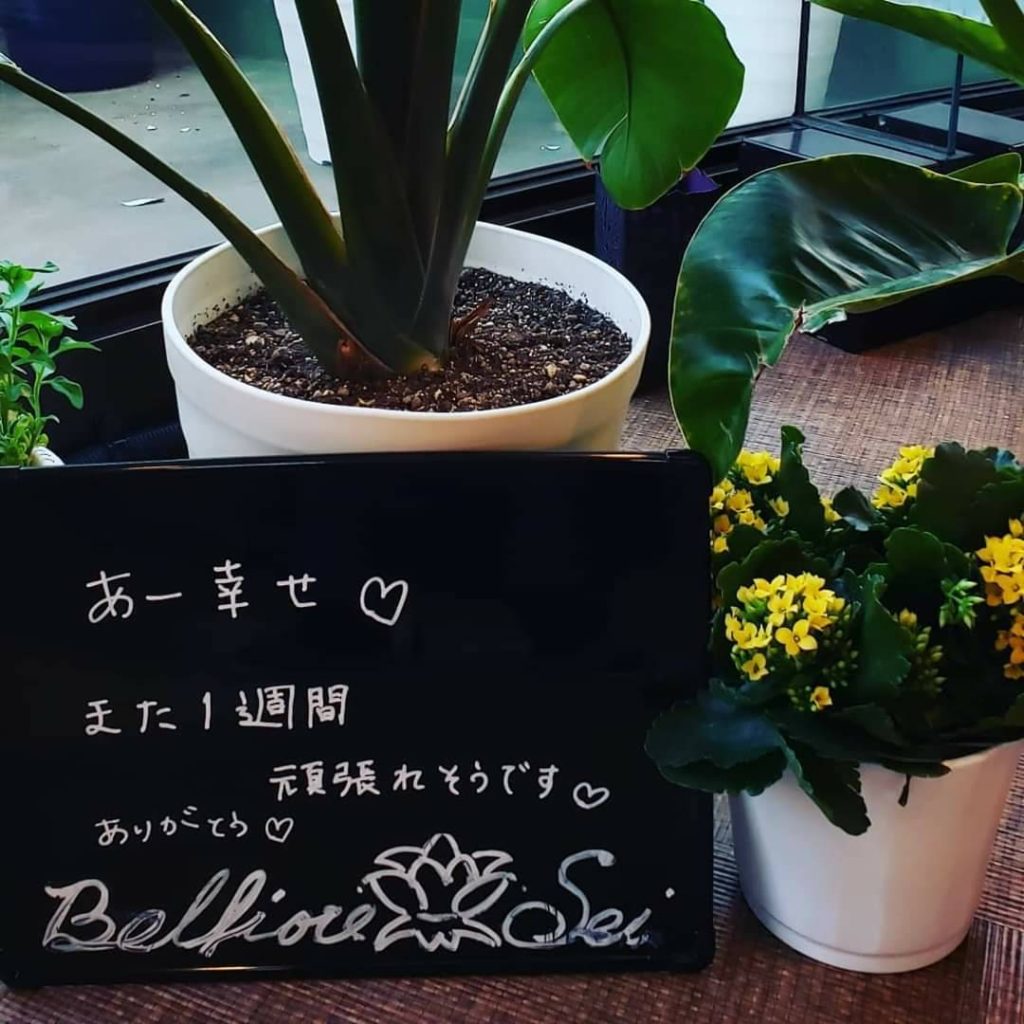 あー幸せ♡
また1週間
頑張れそうです♡
ありがとう♡
Belfiore Sei